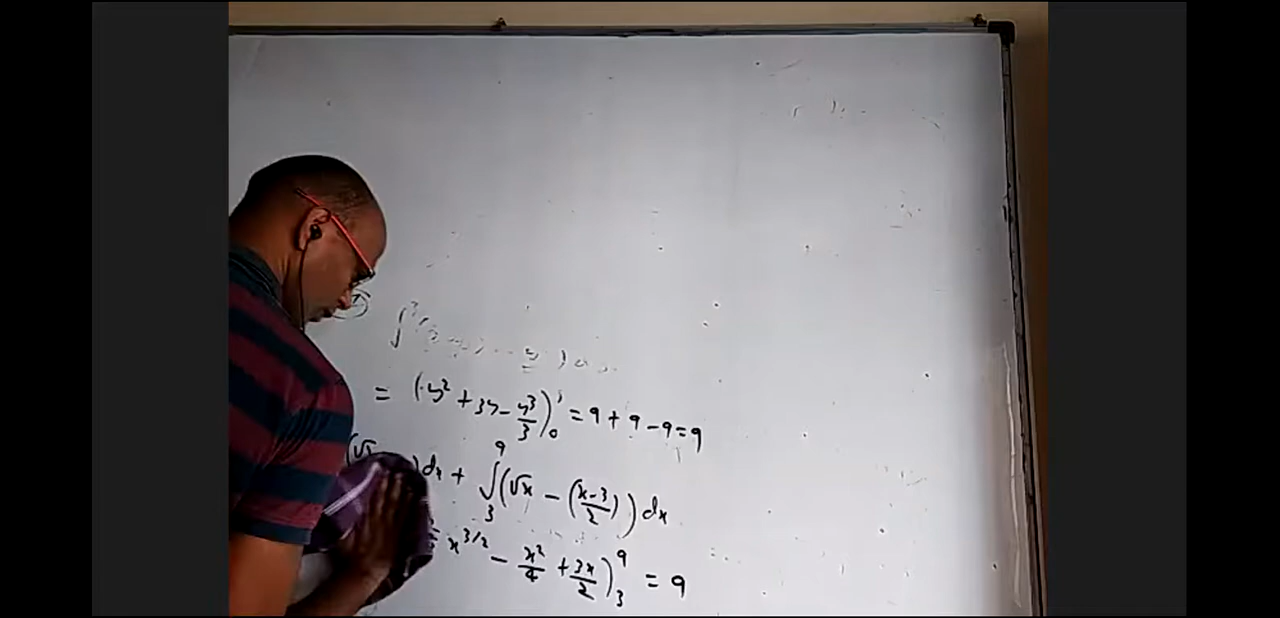 = (y² + 3y − y³/3)₀³ = 9 + 9 − 9 = 9
(√x ) dx + ∫₃⁹ (√x − (x−3)/2) dx
x^{3/2} − x²/4 + 3x/2)₃⁹ = 9